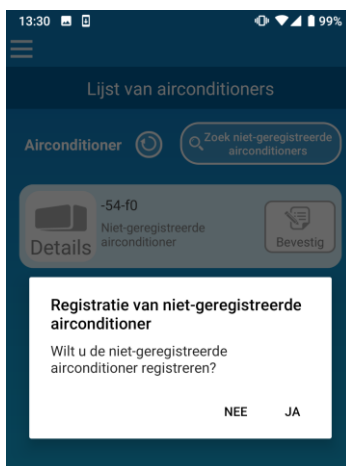 13:30 99%
Lijst van airconditioners
Airconditioner
Zoek niet-geregistreerde
airconditioners
-54-f0
Niet-geregistreerde
airconditioner
Details
Bevestig
Registratie van niet-geregistreerde
airconditioner
Wilt u de niet-geregistreerde
airconditioner registreren?
NEE JA